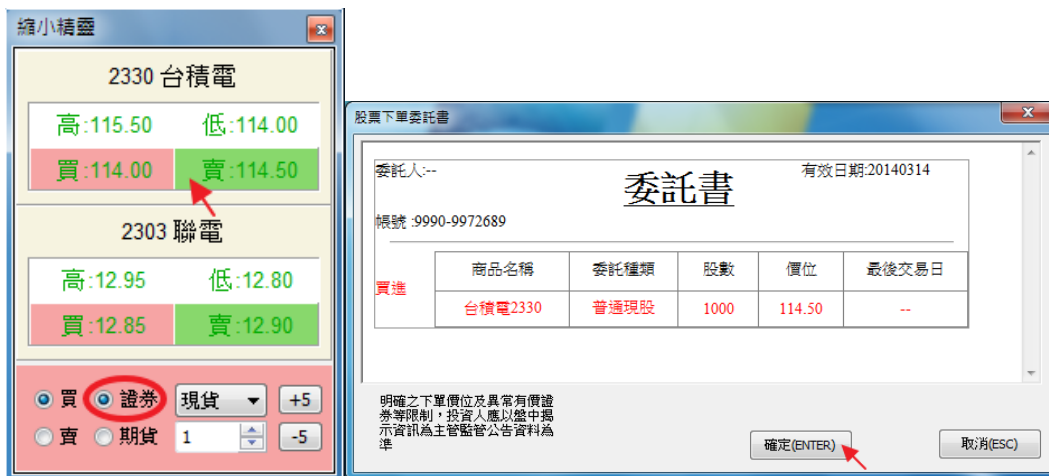 縮小精靈
2330 台積電
高:115.50 低:114.00
買:114.00 賣:114.50
2303 聯電
高:12.95 低:12.80
買:12.85 賣:12.90
買 證券 現貨 +5
賣 期貨 1 -5
股票下單委託書
委託人:-- 有效日期:20140314
委託書
帳號 :9990-9972689
商品名稱 委託種類 股數 價位 最後交易日
買進
台積電2330 普通現股 1000 114.50 --
明確之下單價位及異常有價證
券等限制，投資人應以盤中揭
示資訊為主管監管公告資料為
準
確定(ENTER) 取消(ESC)